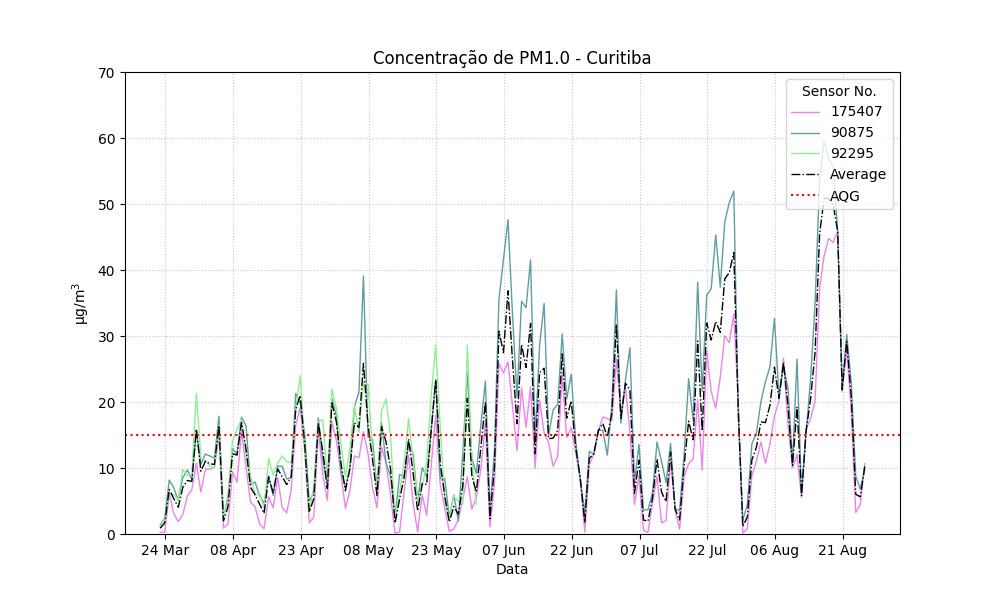 Concentração de PM1.0 - Curitiba
70
60
50
40
30
20
10
0
µg/m³
24 Mar
08 Apr
23 Apr
08 May
23 May
07 Jun
22 Jun
07 Jul
22 Jul
06 Aug
21 Aug
Data
Sensor No.
175407
90875
92295
Average
AQG